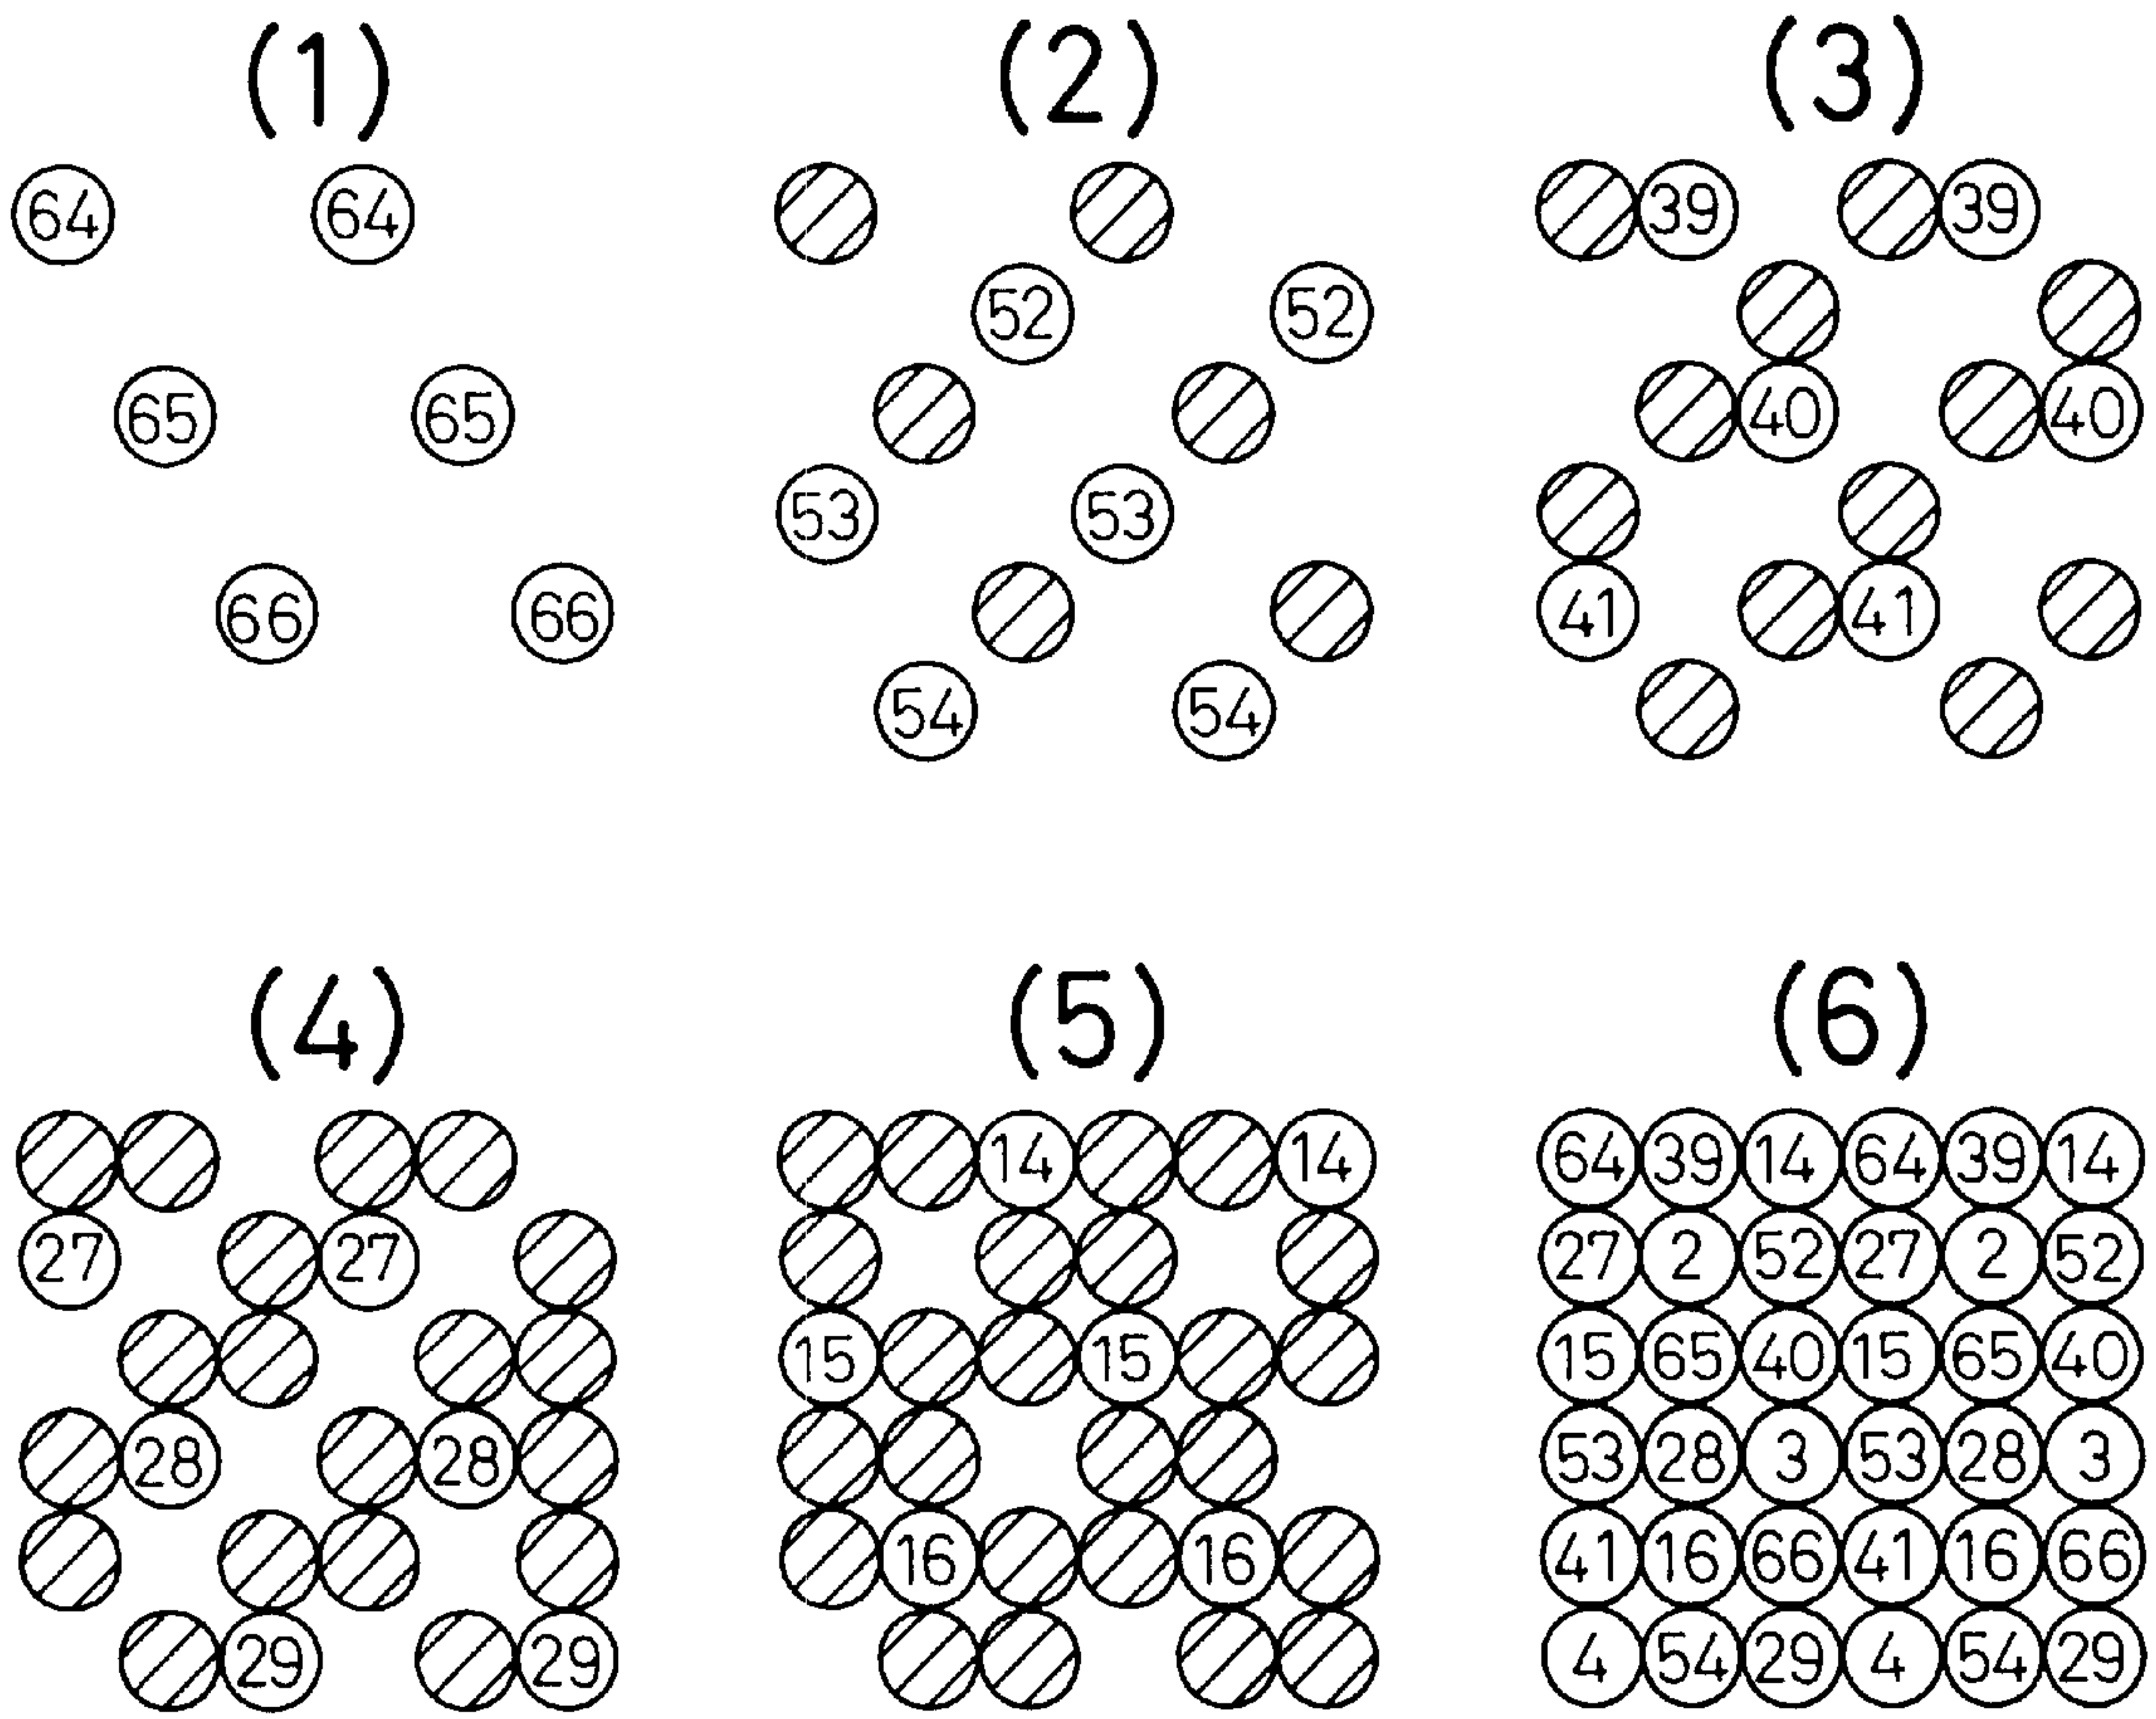 (1) (2) (3)
64 64 39 39
52 52
65 65 40 40
53 53
66 66 41 41
54 54
(4) (5) (6)
14 14 64 39 14 64 39 14
27 27 27 2 52 27 2 52
15 15 15 65 40 15 65 40
28 28 53 28 3 53 28 3
16 16 41 16 66 41 16 66
29 29 4 54 29 4 54 29